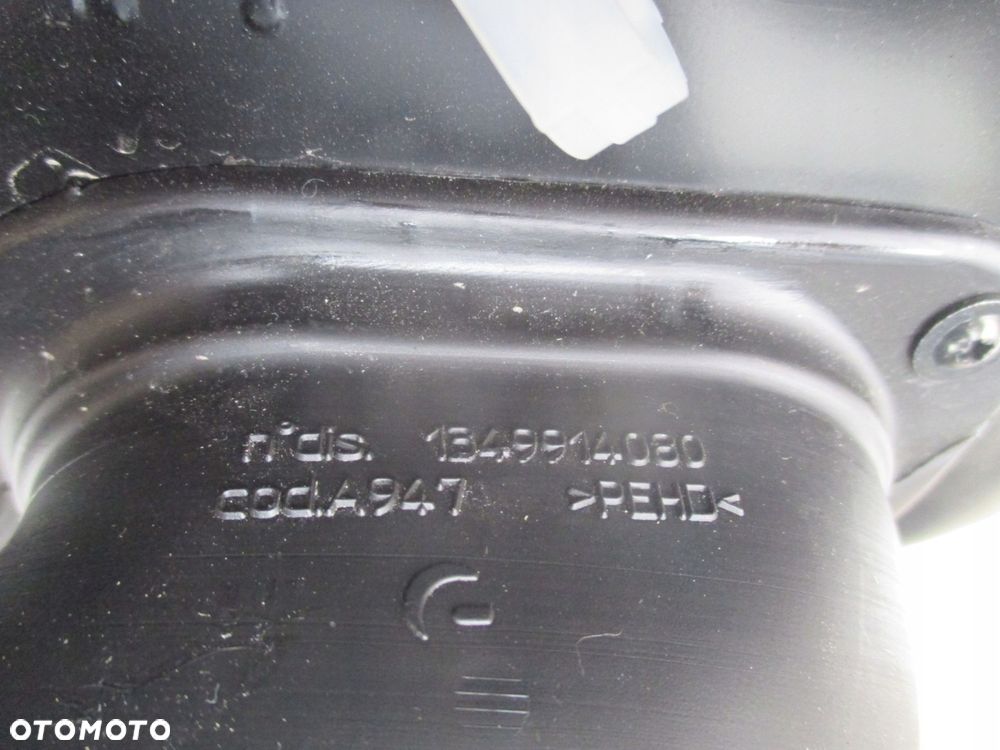 n°dis. 1349914080
cod.A947 >PEHD<
OTOMOTO